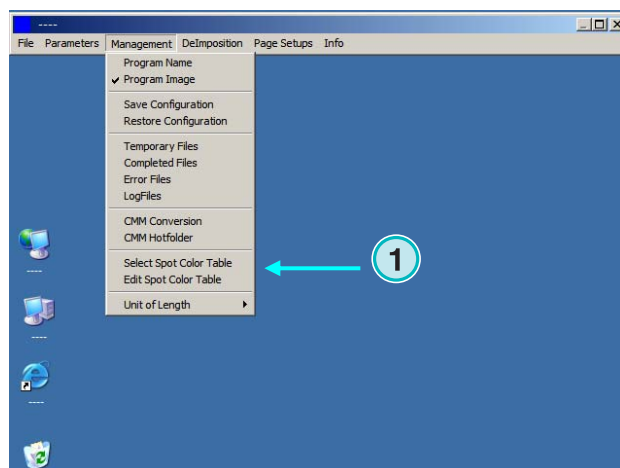 ----
File Parameters Management DeImposition Page Setups Info
Program Name
Program Image
Save Configuration
Restore Configuration
Temporary Files
Completed Files
Error Files
LogFiles
CMM Conversion
CMM Hotfolder
Select Spot Color Table
Edit Spot Color Table
Unit of Length
1
----
----
----